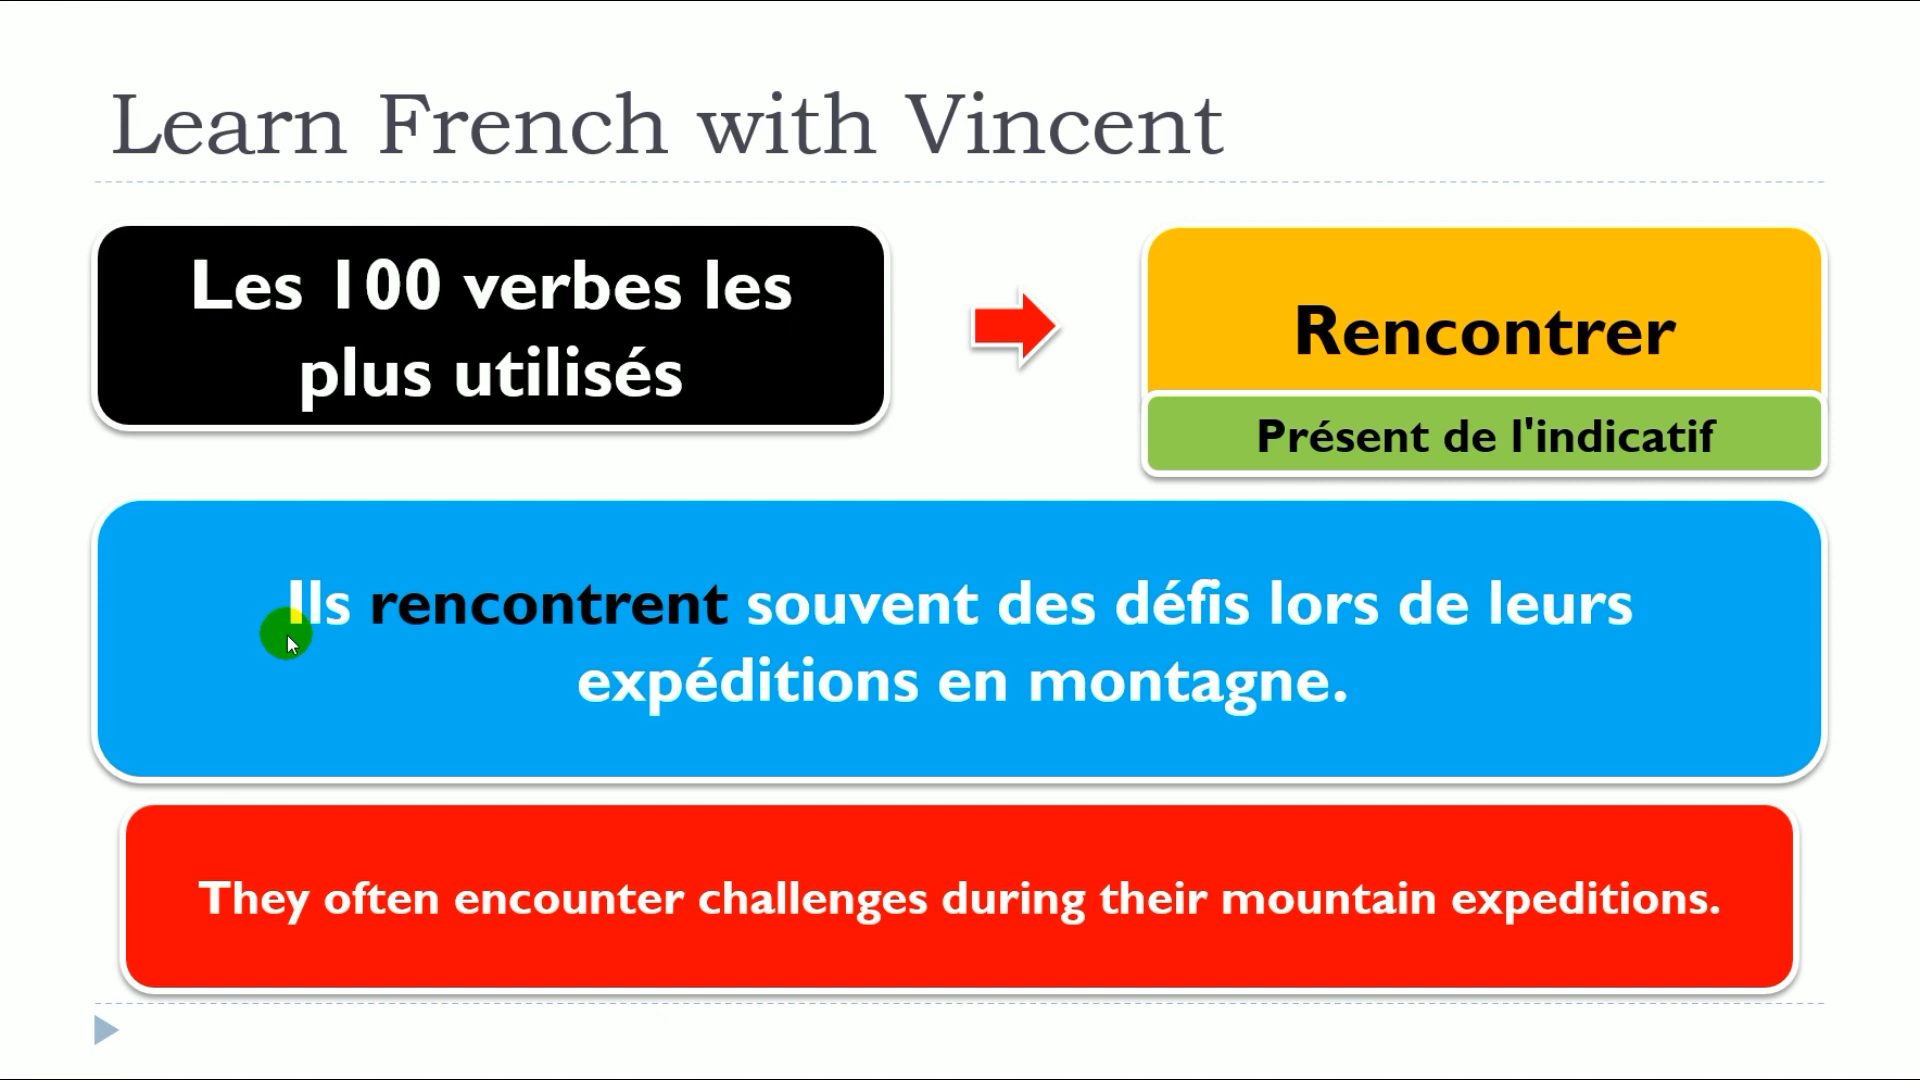 Learn French with Vincent
Les 100 verbes les
plus utilisés
Rencontrer
Présent de l'indicatif
Ils rencontrent souvent des défis lors de leurs
expéditions en montagne.
They often encounter challenges during their mountain expeditions.